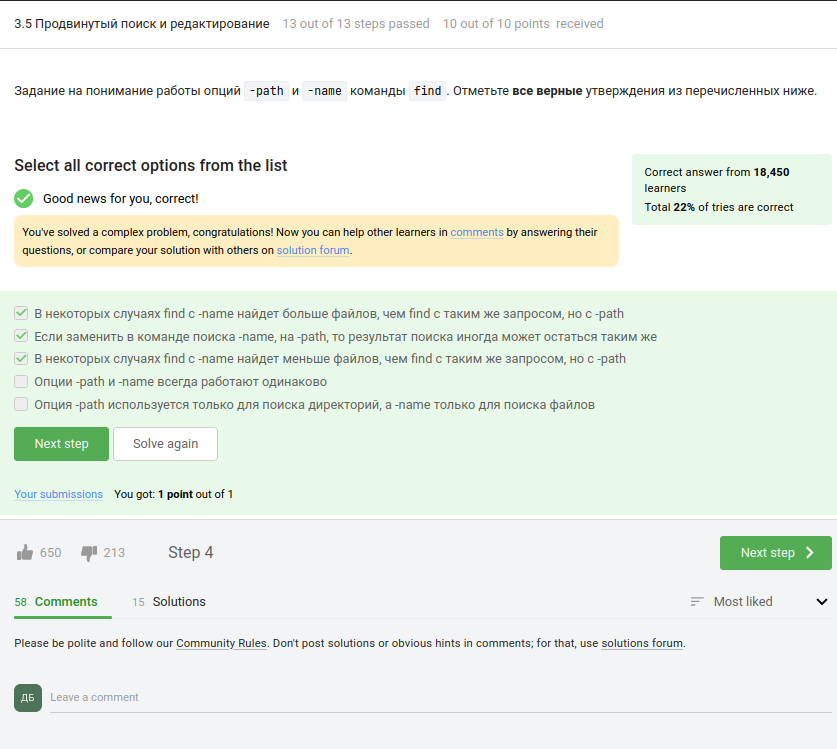 3.5 Продвинутый поиск и редактирование 13 out of 13 steps passed 10 out of 10 points received
Задание на понимание работы опций -path и -name команды find. Отметьте все верные утверждения из перечисленных ниже.
Select all correct options from the list
Good news for you, correct!
You've solved a complex problem, congratulations! Now you can help other learners in comments by answering their
questions, or compare your solution with others on solution forum.
Correct answer from 18,450
learners
Total 22% of tries are correct
В некоторых случаях find с -name найдет больше файлов, чем find с таким же запросом, но с -path
Если заменить в команде поиска -name, на -path, то результат поиска иногда может остаться таким же
В некоторых случаях find с -name найдет меньше файлов, чем find с таким же запросом, но с -path
Опции -path и -name всегда работают одинаково
Опция -path используется только для поиска директорий, а -name только для поиска файлов
Next step Solve again
Your submissions You got: 1 point out of 1
650 213 Step 4 Next step
58 Comments 15 Solutions Most liked
Please be polite and follow our Community Rules. Don't post solutions or obvious hints in comments; for that, use solutions forum.
ДБ Leave a comment